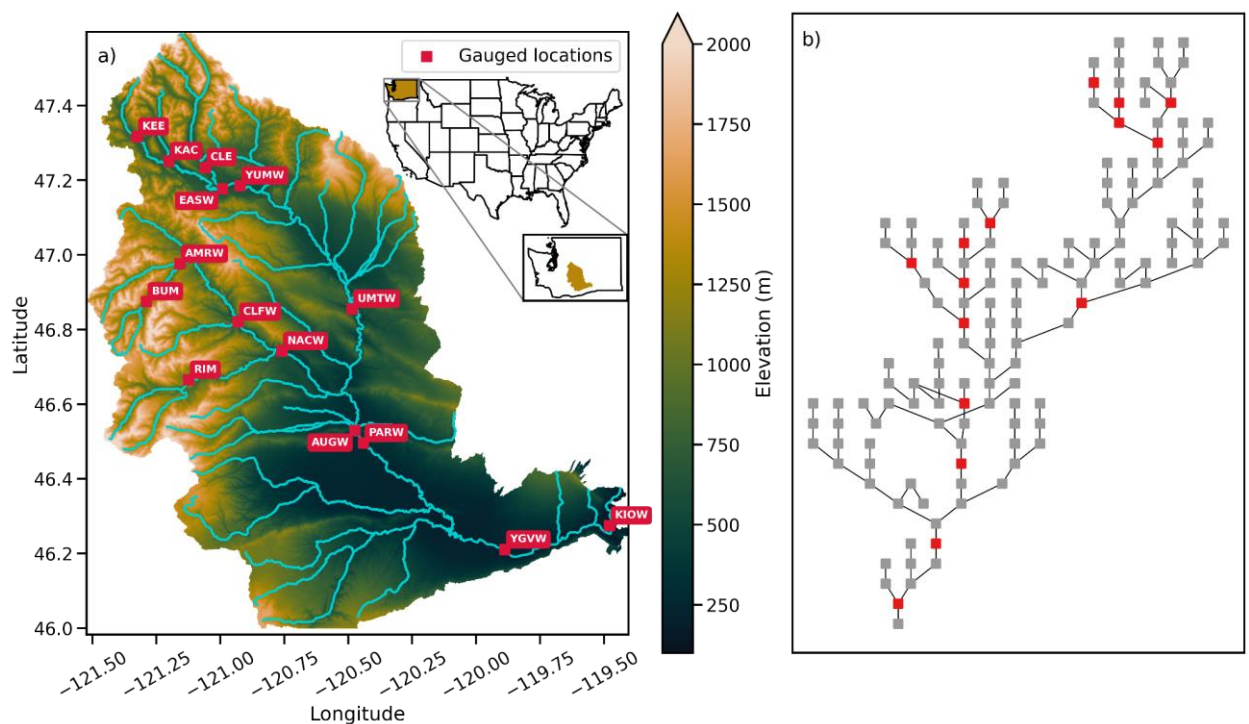 a)
Gauged locations
KEE
KAC
CLE
YUMW
EASW
AMRW
BUM
UMTW
CLFW
NACW
RIM
AUGW
PARW
KIOW
YGVW
47.4
47.2
47.0
46.8
46.6
46.4
46.2
46.0
Latitude
−121.50
−121.25
−121.00
−120.75
−120.50
−120.25
−120.00
−119.75
−119.50
Longitude
2000
1750
1500
1250
1000
750
500
250
Elevation (m)
b)